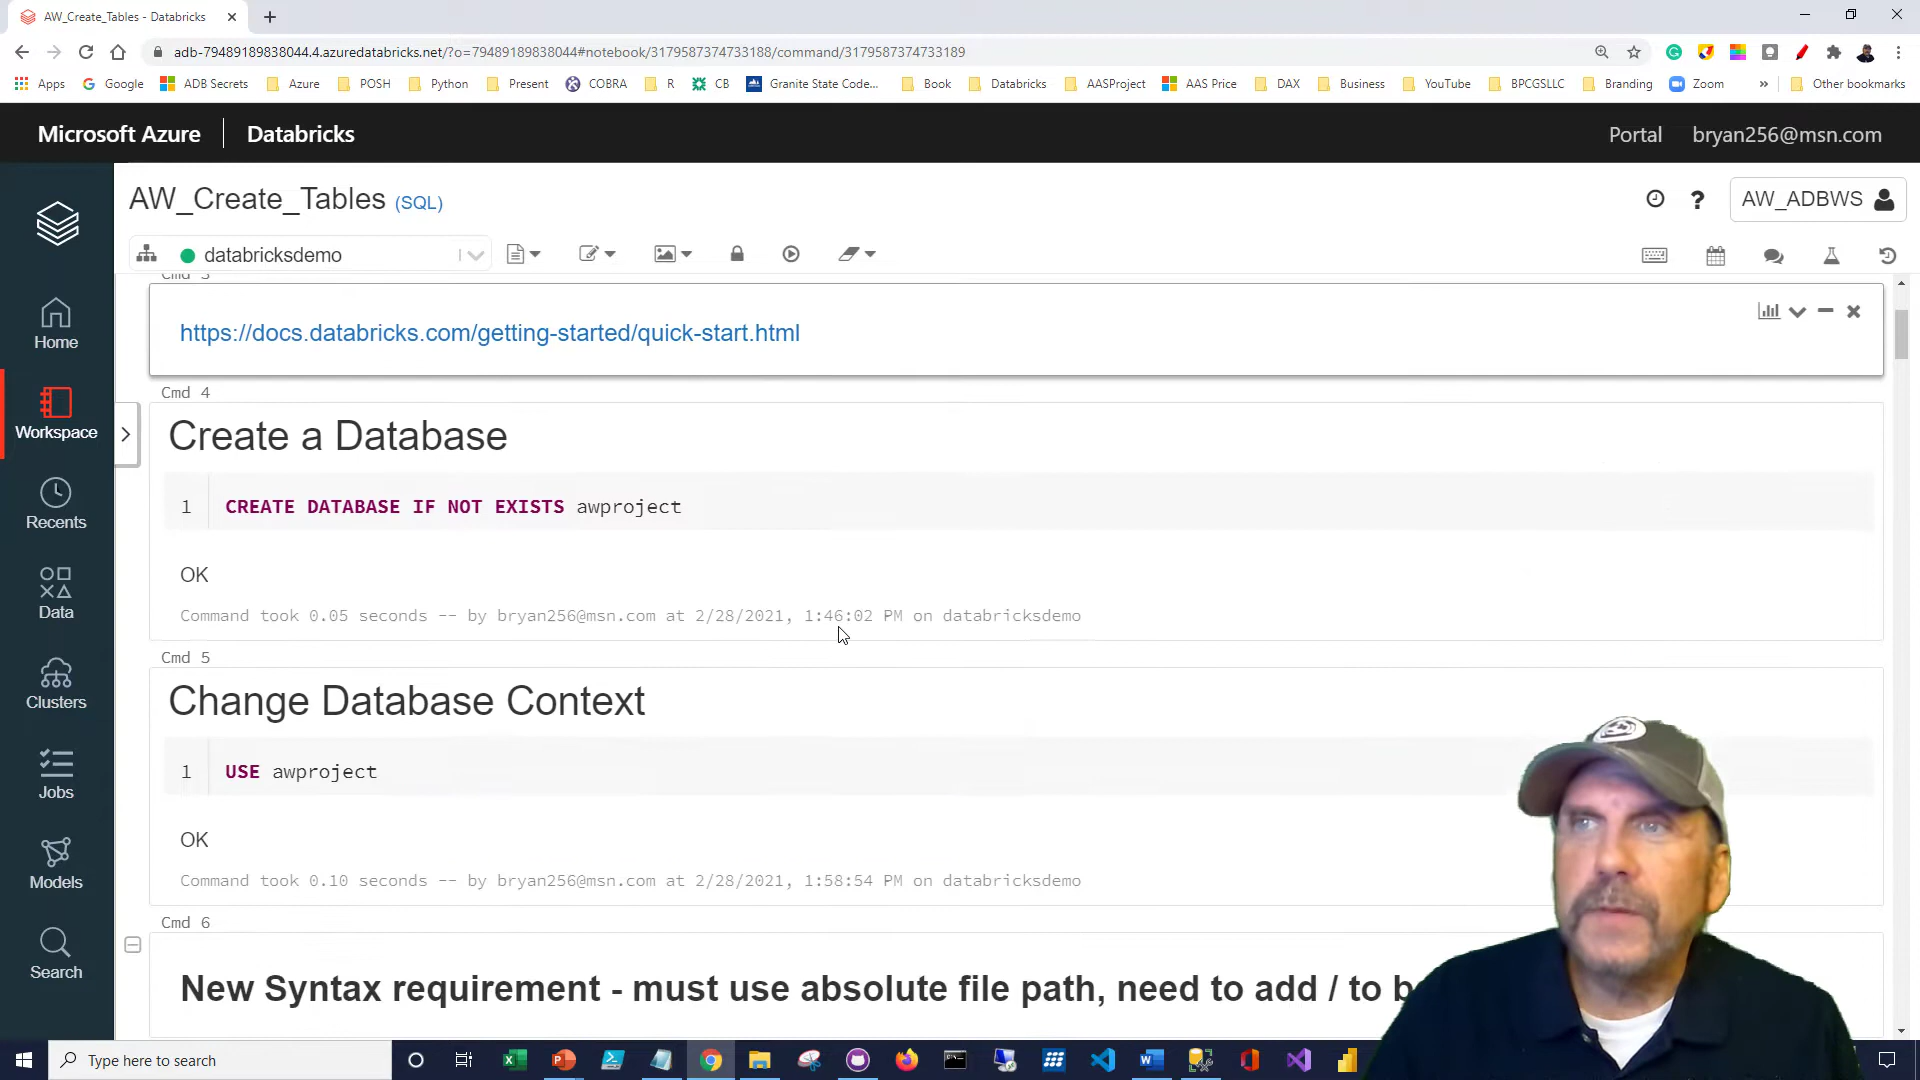 AW_Create_Tables - Databricks
adb-79489189838044.4.azuredatabricks.net/?o=79489189838044#notebook/3179587374733188/command/3179587374733189
Apps Google ADB Secrets Azure POSH Python Present COBRA R CB Granite State Code... Book Databricks AASProject AAS Price DAX Business YouTube BPCGSLLC Branding Zoom » Other bookmarks
Microsoft Azure Databricks Portal bryan256@msn.com
AW_Create_Tables (SQL) AW_ADBWS
databricksdemo
Home
Workspace
Recents
Data
Clusters
Jobs
Models
Search
Cmd 3
https://docs.databricks.com/getting-started/quick-start.html
Cmd 4
Create a Database
1 CREATE DATABASE IF NOT EXISTS awproject
OK
Command took 0.05 seconds -- by bryan256@msn.com at 2/28/2021, 1:46:02 PM on databricksdemo
Cmd 5
Change Database Context
1 USE awproject
OK
Command took 0.10 seconds -- by bryan256@msn.com at 2/28/2021, 1:58:54 PM on databricksdemo
Cmd 6
New Syntax requirement - must use absolute file path, need to add / to
Type here to search